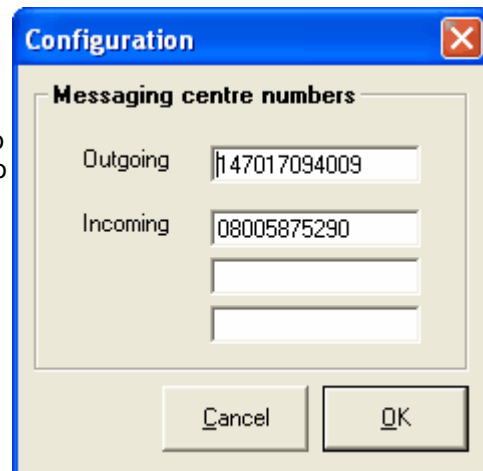 Configuration
Messaging centre numbers
Outgoing 147017094009
Incoming 08005875290
Cancel OK